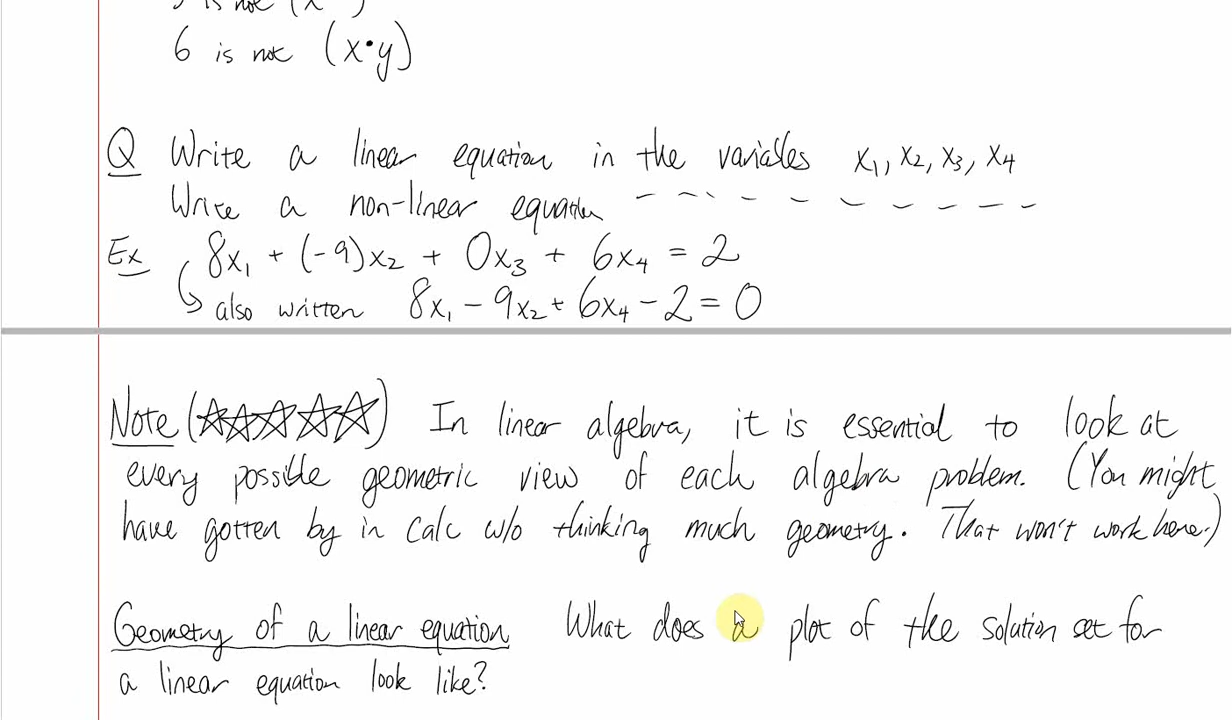 is not (x
6 is not (x•y)
Q Write a linear equation in the variables x₁, x₂, x₃, x₄
Write a non-linear equation
Ex 8x₁ + (-9)x₂ + 0x₃ + 6x₄ = 2
↳ also written 8x₁ - 9x₂ + 6x₄ - 2 = 0
Note (☆☆☆☆☆) In linear algebra, it is essential to look at
every possible geometric view of each algebra problem. (You might
have gotten by in calc w/o thinking much geometry. That won't work here.)
Geometry of a linear equation What does a plot of the solution set for
a linear equation look like?